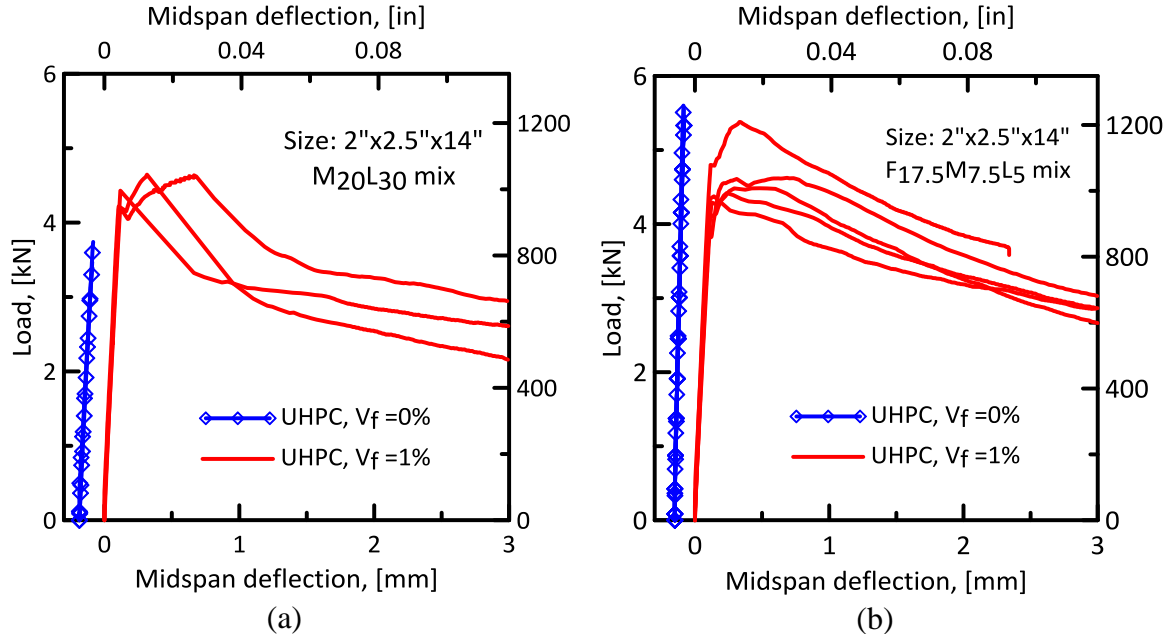 Midspan deflection, [in]
0 0.04 0.08
6
4
2
0
Load, [kN]
1200
800
400
0
Size: 2"x2.5"x14"
M20L30 mix
UHPC, Vf =0%
UHPC, Vf =1%
0 1 2 3
Midspan deflection, [mm]
(a)
Midspan deflection, [in]
0 0.04 0.08
6
4
2
0
Load, [kN]
1200
800
400
0
Size: 2"x2.5"x14"
F17.5M7.5L5 mix
UHPC, Vf =0%
UHPC, Vf =1%
0 1 2 3
Midspan deflection, [mm]
(b)